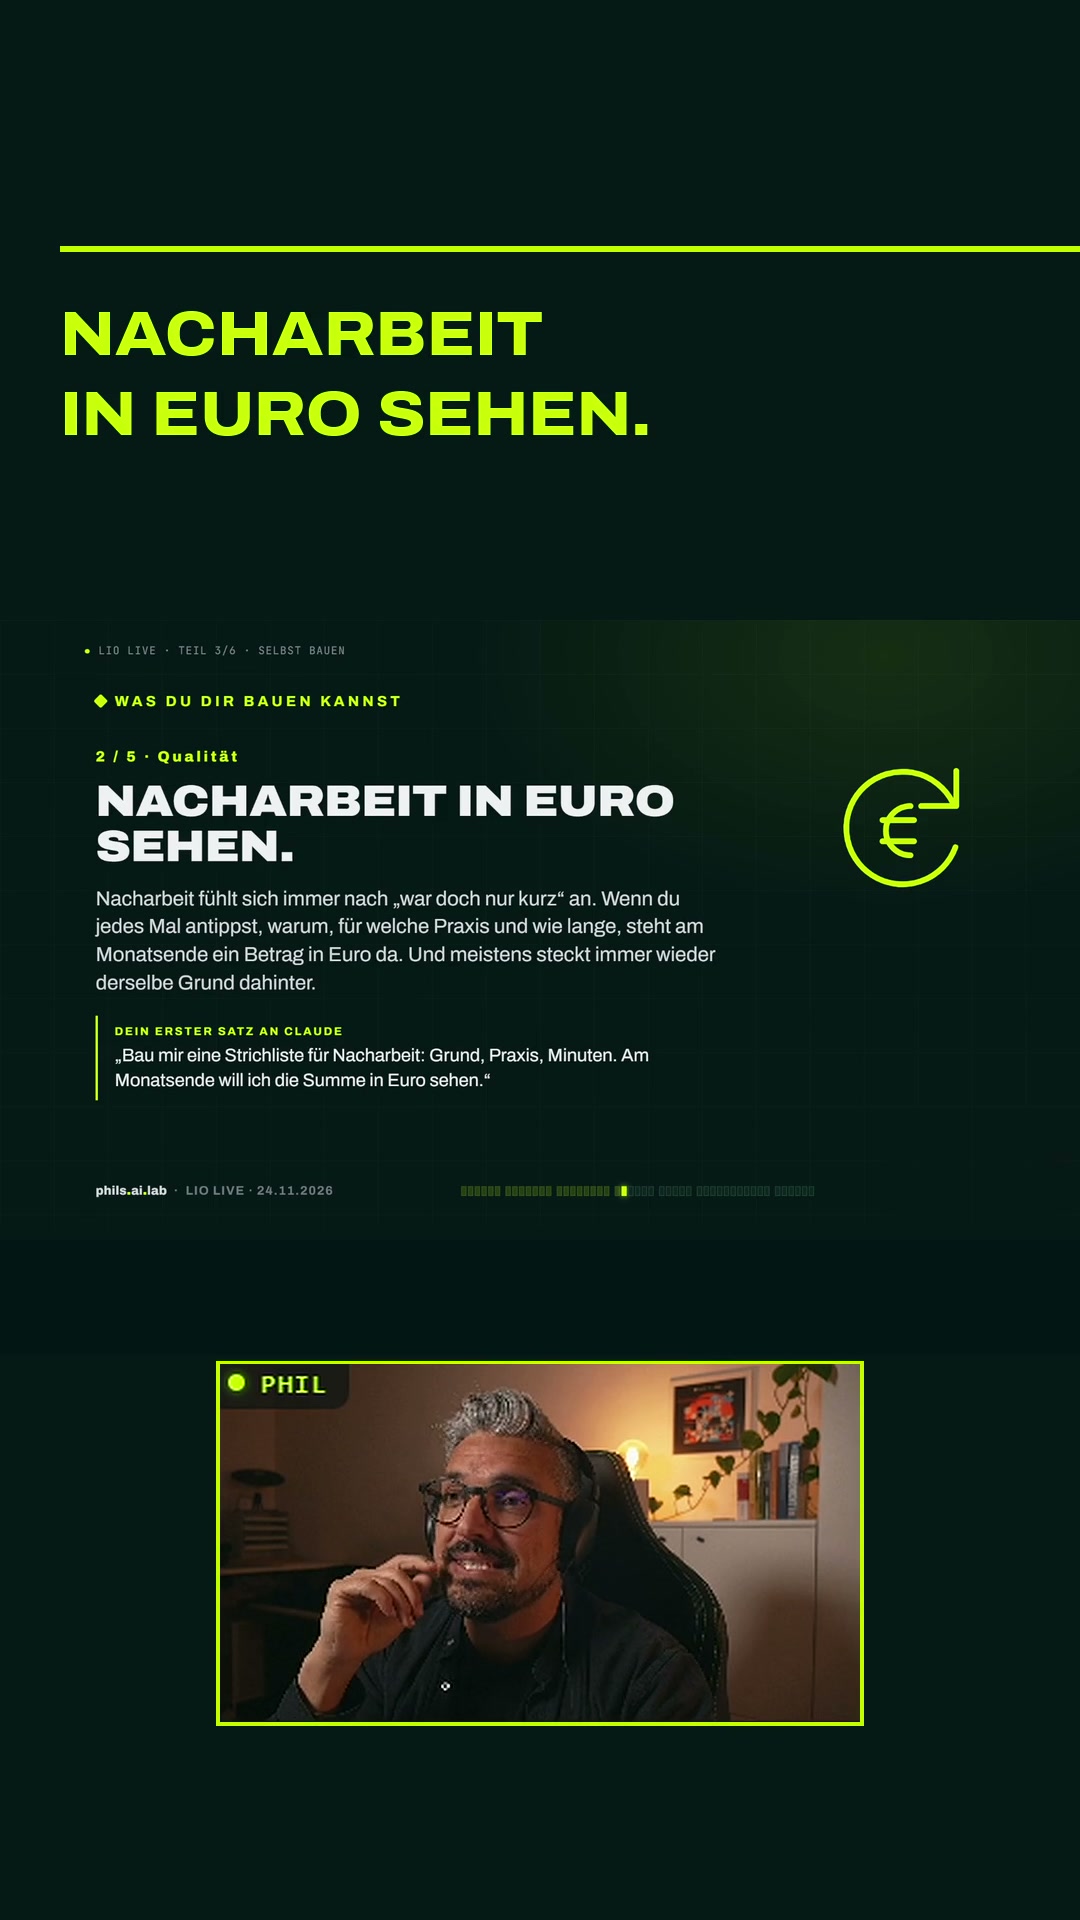 NACHARBEIT
IN EURO SEHEN.
LIO LIVE · TEIL 3/6 · SELBST BAUEN
WAS DU DIR BAUEN KANNST
2 / 5 · Qualität
NACHARBEIT IN EURO
SEHEN.
Nacharbeit fühlt sich immer nach „war doch nur kurz“ an. Wenn du
jedes Mal antippst, warum, für welche Praxis und wie lange, steht am
Monatsende ein Betrag in Euro da. Und meistens steckt immer wieder
derselbe Grund dahinter.
DEIN ERSTER SATZ AN CLAUDE
„Bau mir eine Strichliste für Nacharbeit: Grund, Praxis, Minuten. Am
Monatsende will ich die Summe in Euro sehen.“
phils.ai.lab · LIO LIVE · 24.11.2026
PHIL